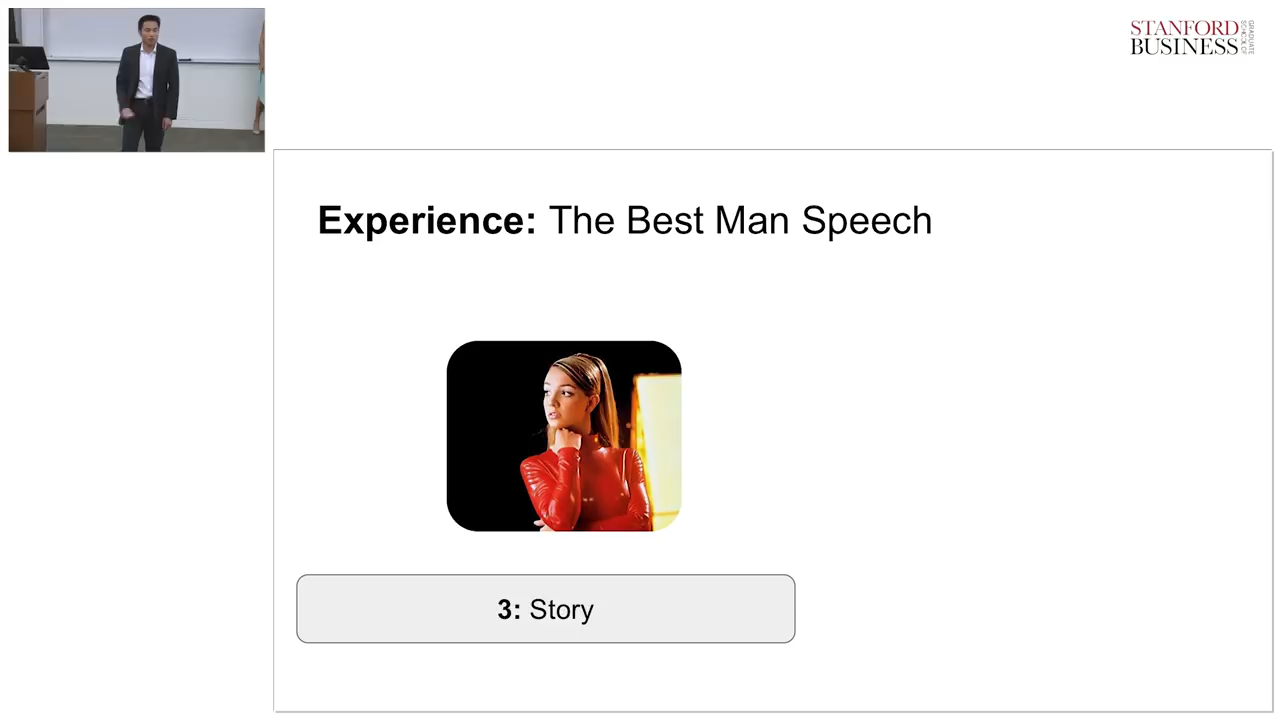 STANFORD
BUSINESS
GRADUATE
SCHOOL OF
Experience: The Best Man Speech
3: Story